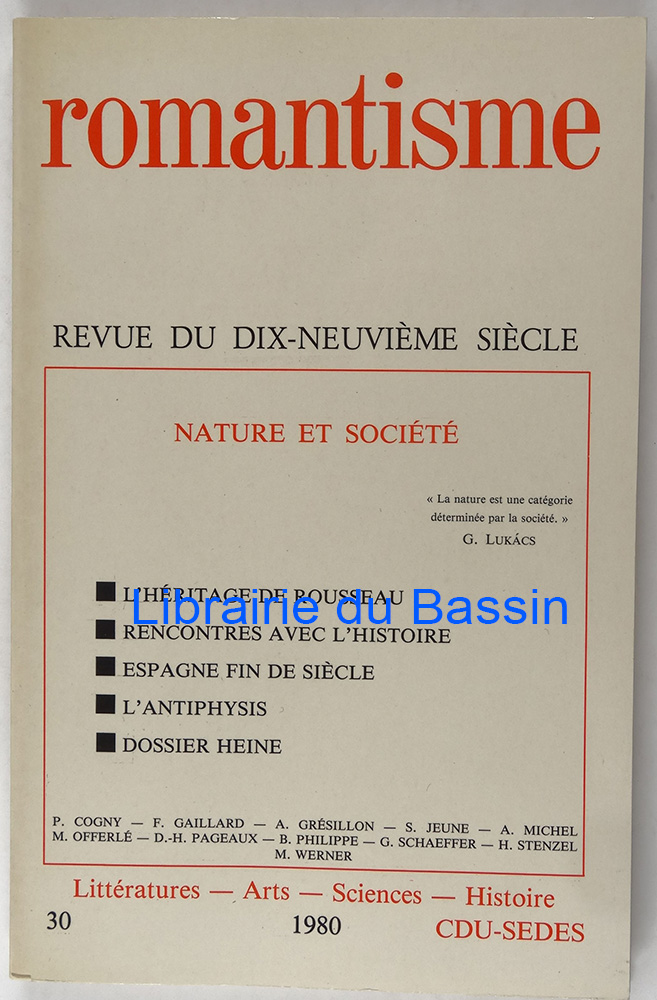 romantisme
REVUE DU DIX-NEUVIÈME SIÈCLE
NATURE ET SOCIÉTÉ
« La nature est une catégorie
déterminée par la société. »
G. LUKÁCS
■ L'HÉRITAGE DE ROUSSEAU
Librairie du Bassin
■ RENCONTRES AVEC L'HISTOIRE
■ ESPAGNE FIN DE SIÈCLE
■ L'ANTIPHYSIS
■ DOSSIER HEINE
P. COGNY — F. GAILLARD — A. GRÉSILLON — S. JEUNE — A. MICHEL
M. OFFERLÉ — D.-H. PAGEAUX — B. PHILIPPE — G. SCHAEFFER — H. STENZEL
M. WERNER
Littératures — Arts — Sciences — Histoire
30 1980 CDU-SEDES